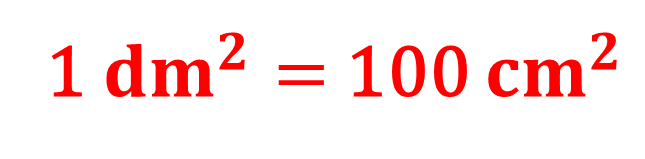 1 dm² = 100 cm²